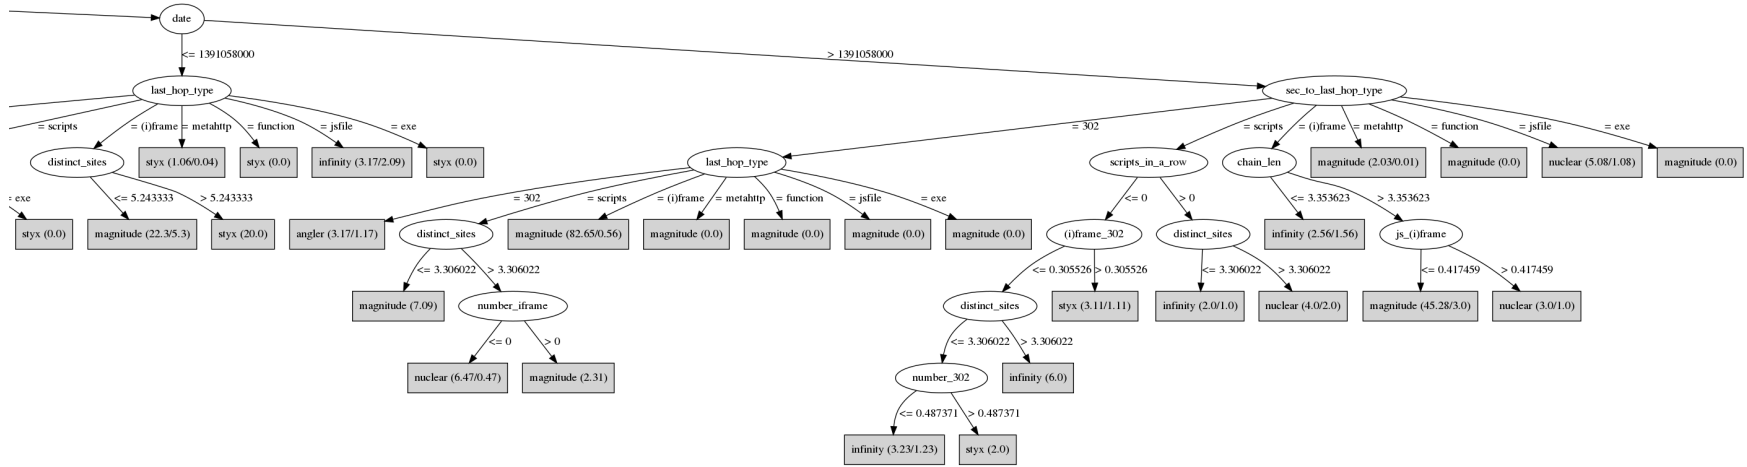 date
<= 1391058000
> 1391058000
last_hop_type
sec_to_last_hop_type
= scripts
= (i)frame
= metahttp
= function
= jsfile
= exe
= 302
= scripts
= (i)frame
= metahttp
= function
= jsfile
= exe
distinct_sites
styx (1.06/0.04)
styx (0.0)
infinity (3.17/2.09)
styx (0.0)
last_hop_type
scripts_in_a_row
chain_len
magnitude (2.03/0.01)
magnitude (0.0)
nuclear (5.08/1.08)
magnitude (0.0)
= exe
<= 5.243333
> 5.243333
= 302
= scripts
= (i)frame
= metahttp
= function
= jsfile
= exe
<= 0
> 0
<= 3.353623
> 3.353623
styx (0.0)
magnitude (22.3/5.3)
styx (20.0)
angler (3.17/1.17)
distinct_sites
magnitude (82.65/0.56)
magnitude (0.0)
magnitude (0.0)
magnitude (0.0)
magnitude (0.0)
(i)frame_302
distinct_sites
infinity (2.56/1.56)
js_(i)frame
<= 3.306022
> 3.306022
<= 0.305526
> 0.305526
<= 3.306022
> 3.306022
<= 0.417459
> 0.417459
magnitude (7.09)
number_iframe
distinct_sites
styx (3.11/1.11)
infinity (2.0/1.0)
nuclear (4.0/2.0)
magnitude (45.28/3.0)
nuclear (3.0/1.0)
<= 0
> 0
<= 3.306022
> 3.306022
nuclear (6.47/0.47)
magnitude (2.31)
number_302
infinity (6.0)
<= 0.487371
> 0.487371
infinity (3.23/1.23)
styx (2.0)